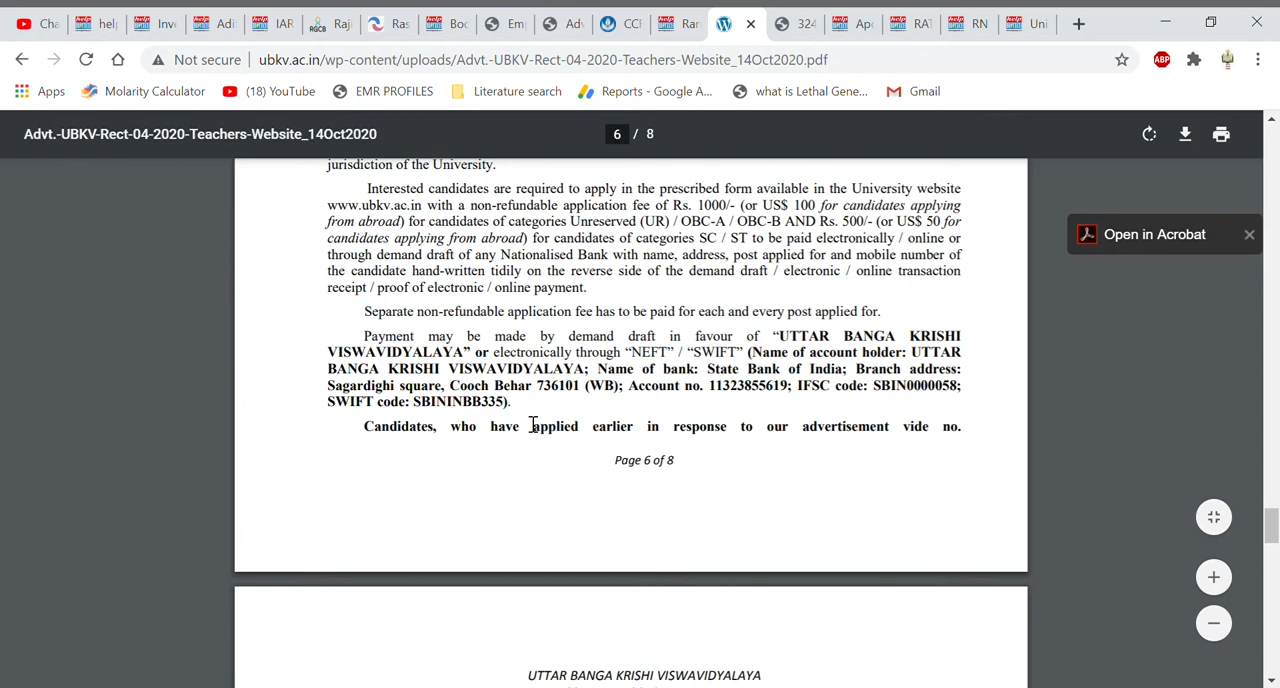 Cha
help
Inve
Adi
IAR
Raji
RGCB
Ras
Boc
Em
Adv
CCI
Rar
324
Apc
RAT
RN
Uni
Not secure
ubkv.ac.in/wp-content/uploads/Advt.-UBKV-Rect-04-2020-Teachers-Website_14Oct2020.pdf
ABP
Apps
Molarity Calculator
(18) YouTube
EMR PROFILES
Literature search
Reports - Google A...
what is Lethal Gene...
Gmail
Advt.-UBKV-Rect-04-2020-Teachers-Website_14Oct2020
6 / 8
Open in Acrobat
jurisdiction of the University.
Interested candidates are required to apply in the prescribed form available in the University website
www.ubkv.ac.in with a non-refundable application fee of Rs. 1000/- (or US$ 100 for candidates applying
from abroad) for candidates of categories Unreserved (UR) / OBC-A / OBC-B AND Rs. 500/- (or US$ 50 for
candidates applying from abroad) for candidates of categories SC / ST to be paid electronically / online or
through demand draft of any Nationalised Bank with name, address, post applied for and mobile number of
the candidate hand-written tidily on the reverse side of the demand draft / electronic / online transaction
receipt / proof of electronic / online payment.
Separate non-refundable application fee has to be paid for each and every post applied for.
Payment may be made by demand draft in favour of “UTTAR BANGA KRISHI
VISWAVIDYALAYA” or electronically through “NEFT” / “SWIFT” (Name of account holder: UTTAR
BANGA KRISHI VISWAVIDYALAYA; Name of bank: State Bank of India; Branch address:
Sagardighi square, Cooch Behar 736101 (WB); Account no. 11323855619; IFSC code: SBIN0000058;
SWIFT code: SBININBB335).
Candidates, who have applied earlier in response to our advertisement vide no.
Page 6 of 8
UTTAR BANGA KRISHI VISWAVIDYALAYA